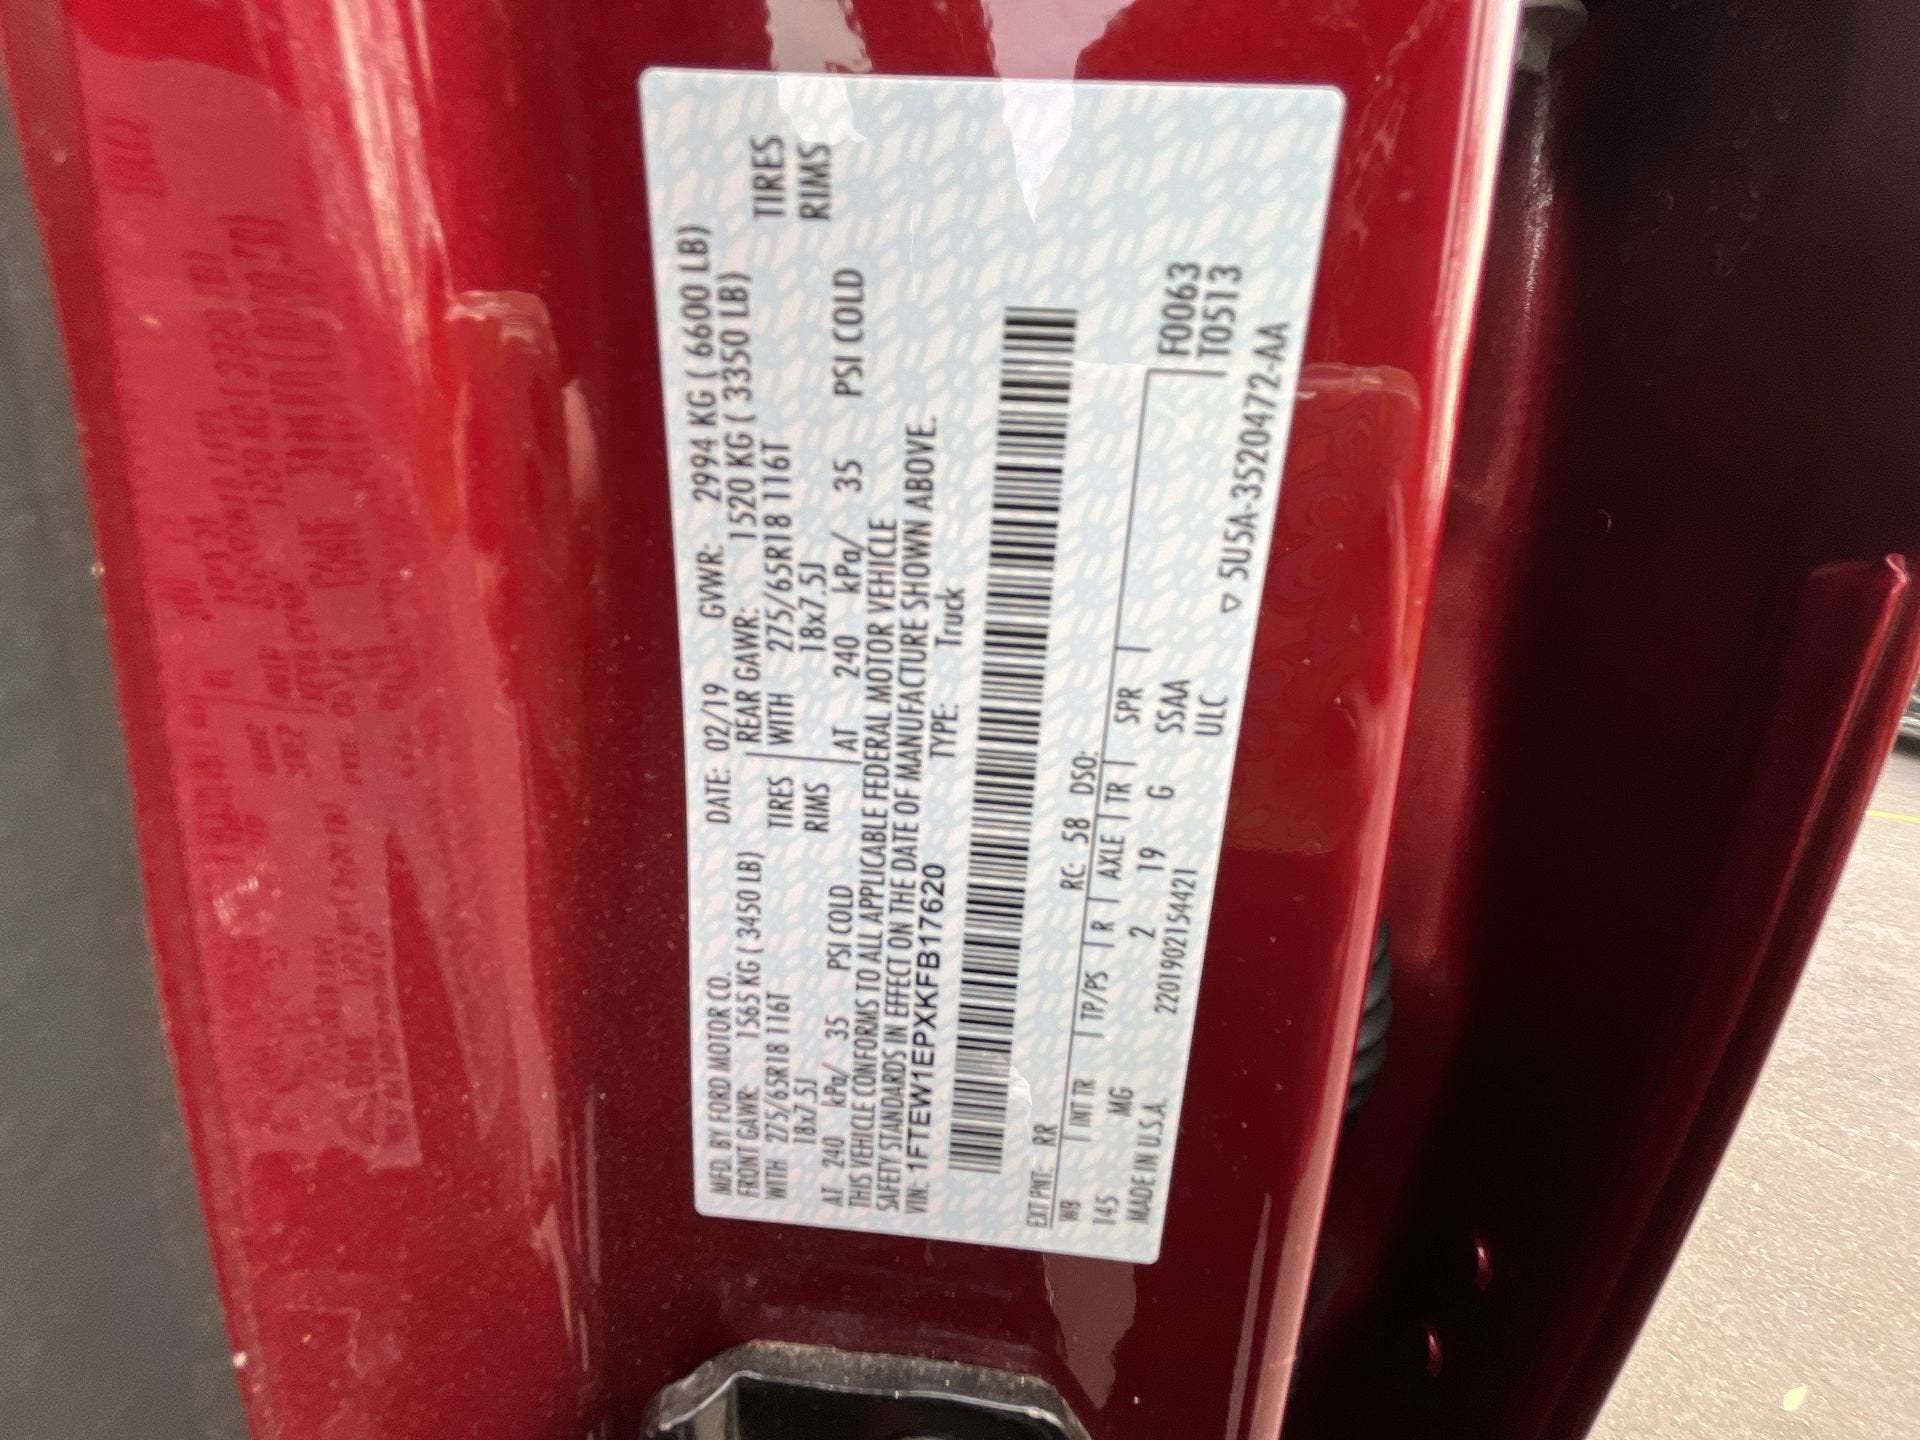 MFD. BY FORD MOTOR CO. DATE: 02/19 GVWR: 2994 KG ( 6600 LB)
FRONT GAWR: 1565 KG ( 3450 LB) REAR GAWR: 1520 KG ( 3350 LB)
WITH 275/65R18 116T TIRES WITH 275/65R18 116T TIRES
18x7.5J RIMS 18x7.5J RIMS
AT 240 kPa/ 35 PSI COLD AT 240 kPa/ 35 PSI COLD
THIS VEHICLE CONFORMS TO ALL APPLICABLE FEDERAL MOTOR VEHICLE
SAFETY STANDARDS IN EFFECT ON THE DATE OF MANUFACTURE SHOWN ABOVE.
VIN: 1FTEW1EPXKFB17620 TYPE: Truck
EXT PNT: RR RC: 58 DSO:
WB INT TR TP/PS R AXLE TR SPR F0063
145 MG 2 19 G SSAA T0513
MADE IN U.S.A. 2201902154421 ULC
▽ 5U5A-3520472-AA